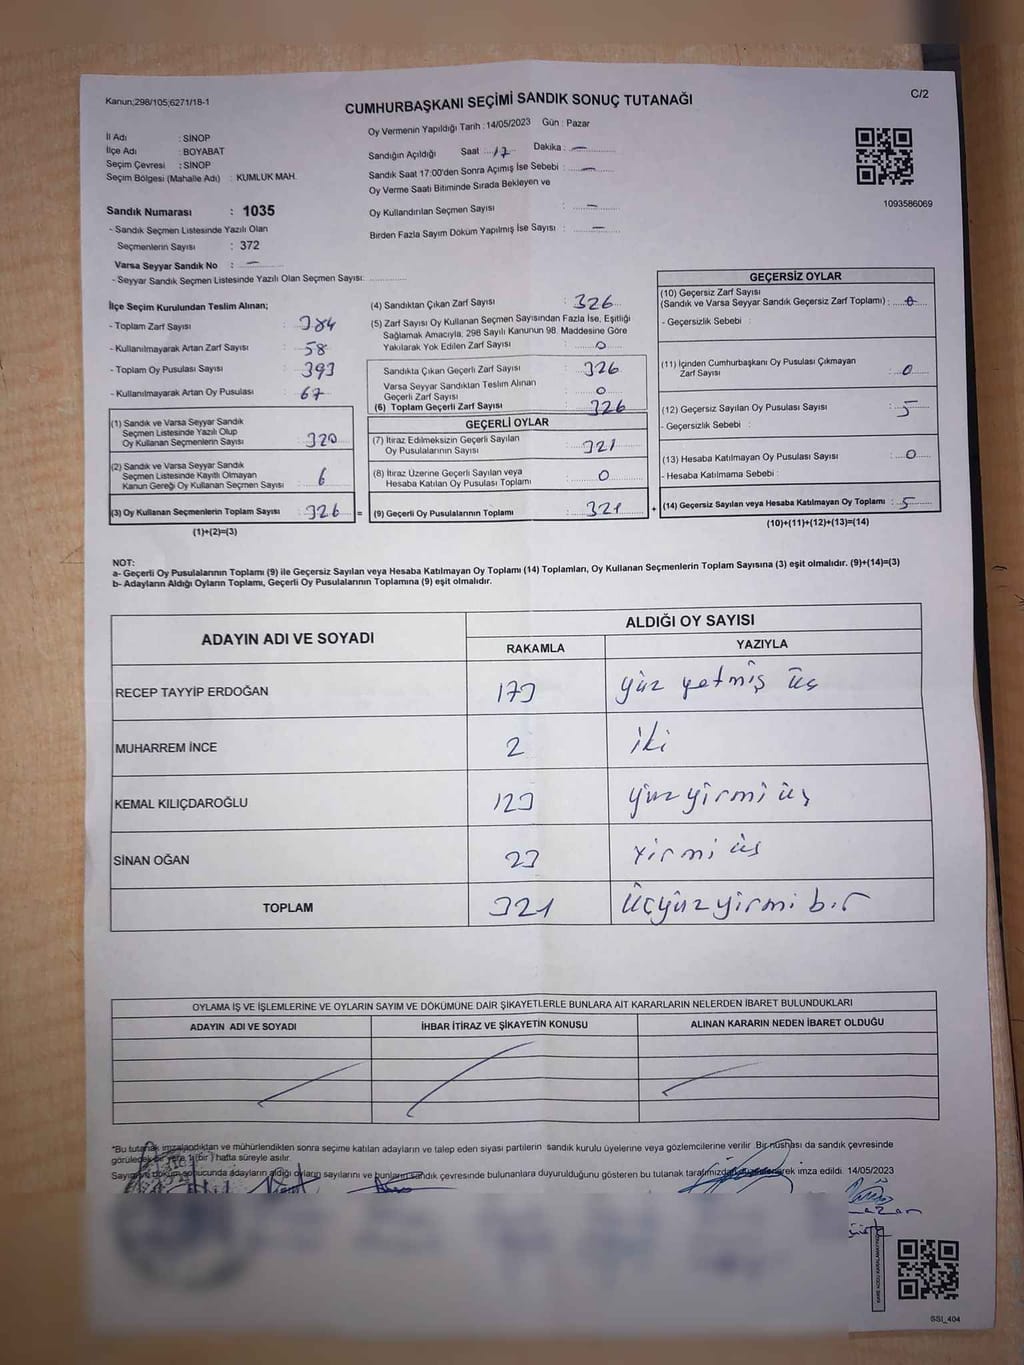 Kanun;298/105;6271/18-1
C/2
CUMHURBAŞKANI SEÇİMİ SANDIK SONUÇ TUTANAĞI
İl Adı : SİNOP
İlçe Adı : BOYABAT
Seçim Çevresi : SİNOP
Seçim Bölgesi (Mahalle Adı) : KUMLUK MAH.
Sandık Numarası : 1035
- Sandık Seçmen Listesinde Yazılı Olan
Seçmenlerin Sayısı : 372
Varsa Seyyar Sandık No : —
- Seyyar Sandık Seçmen Listesinde Yazılı Olan Seçmen Sayısı:
Oy Vermenin Yapıldığı Tarih : 14/05/2023 Gün : Pazar
Sandığın Açıldığı Saat : 17 Dakika : —
Sandık Saat 17:00'den Sonra Açımış İse Sebebi : —
Oy Verme Saati Bitiminde Sırada Bekleyen ve
Oy Kullandırılan Seçmen Sayısı : —
Birden Fazla Sayım Döküm Yapılmış İse Sayısı : —
1093586069
İlçe Seçim Kurulundan Teslim Alınan;
- Toplam Zarf Sayısı : 384
- Kullanılmayarak Artan Zarf Sayısı : 58
- Toplam Oy Pusulası Sayısı : 393
- Kullanılmayarak Artan Oy Pusulası : 67
(1) Sandık ve Varsa Seyyar Sandık
Seçmen Listesinde Yazılı Olup
Oy Kullanan Seçmenlerin Sayısı : 320
(2) Sandık ve Varsa Seyyar Sandık
Seçmen Listesinde Kayıtlı Olmayan
Kanun Gereği Oy Kullanan Seçmen Sayısı : 6
(3) Oy Kullanan Seçmenlerin Toplam Sayısı : 326 =
(1)+(2)=(3)
(4) Sandıktan Çıkan Zarf Sayısı : 326
(5) Zarf Sayısı Oy Kullanan Seçmen Sayısından Fazla İse, Eşitliği
Sağlamak Amacıyla, 298 Sayılı Kanunun 98. Maddesine Göre
Yakılarak Yok Edilen Zarf Sayısı : 0
Sandıkta Çıkan Geçerli Zarf Sayısı : 326
Varsa Seyyar Sandıktan Teslim Alınan
Geçerli Zarf Sayısı : 0
(6) Toplam Geçerli Zarf Sayısı : 326
GEÇERLİ OYLAR
(7) İtiraz Edilmeksizin Geçerli Sayılan
Oy Pusulalarının Sayısı : 321
(8) İtiraz Üzerine Geçerli Sayılan veya
Hesaba Katılan Oy Pusulası Toplamı : 0
(9) Geçerli Oy Pusulalarının Toplamı : 321 +
GEÇERSİZ OYLAR
(10) Geçersiz Zarf Sayısı
(Sandık ve Varsa Seyyar Sandık Geçersiz Zarf Toplamı) : 0
- Geçersizlik Sebebi :
(11) İçinden Cumhurbaşkanı Oy Pusulası Çıkmayan
Zarf Sayısı : 0
(12) Geçersiz Sayılan Oy Pusulası Sayısı : 5
- Geçersizlik Sebebi :
(13) Hesaba Katılmayan Oy Pusulası Sayısı : 0
- Hesaba Katılmama Sebebi :
(14) Geçersiz Sayılan veya Hesaba Katılmayan Oy Toplamı : 5
(10)+(11)+(12)+(13)=(14)
NOT:
a- Geçerli Oy Pusulalarının Toplamı (9) ile Geçersiz Sayılan veya Hesaba Katılmayan Oy Toplamı (14) Toplamları, Oy Kullanan Seçmenlerin Toplam Sayısına (3) eşit olmalıdır. (9)+(14)=(3)
b- Adayların Aldığı Oyların Toplamı, Geçerli Oy Pusulalarının Toplamına (9) eşit olmalıdır.
ADAYIN ADI VE SOYADI
ALDIĞI OY SAYISI
RAKAMLA YAZIYLA
RECEP TAYYİP ERDOĞAN 173 yüz yetmiş üç
MUHARREM İNCE 2 iki
KEMAL KILIÇDAROĞLU 123 yüz yirmi üç
SİNAN OĞAN 23 yirmi üç
TOPLAM 321 üçyüz yirmi bir
OYLAMA İŞ VE İŞLEMLERİNE VE OYLARIN SAYIM VE DÖKÜMÜNE DAİR ŞİKAYETLERLE BUNLARA AİT KARARLARIN NELERDEN İBARET BULUNDUKLARI
ADAYIN ADI VE SOYADI İHBAR İTİRAZ VE ŞİKAYETİN KONUSU ALINAN KARARIN NEDEN İBARET OLDUĞU
"Bu tutanak imzalandıktan ve mühürlendikten sonra seçime katılan adayların ve talep eden siyasi partilerin sandık kurulu üyelerine veya gözlemcilerine verilir. Bir nüshası da sandık çevresinde
görülecek bir yere 1 (bir) hafta süreyle asılır.
Sayım ve döküm sonucunda adayların aldığı oyların sayılarını ve bunların sandık çevresinde bulunanlara duyurulduğunu gösteren bu tutanak tarafımızdan imza edildi. 14/05/2023
SSI_404